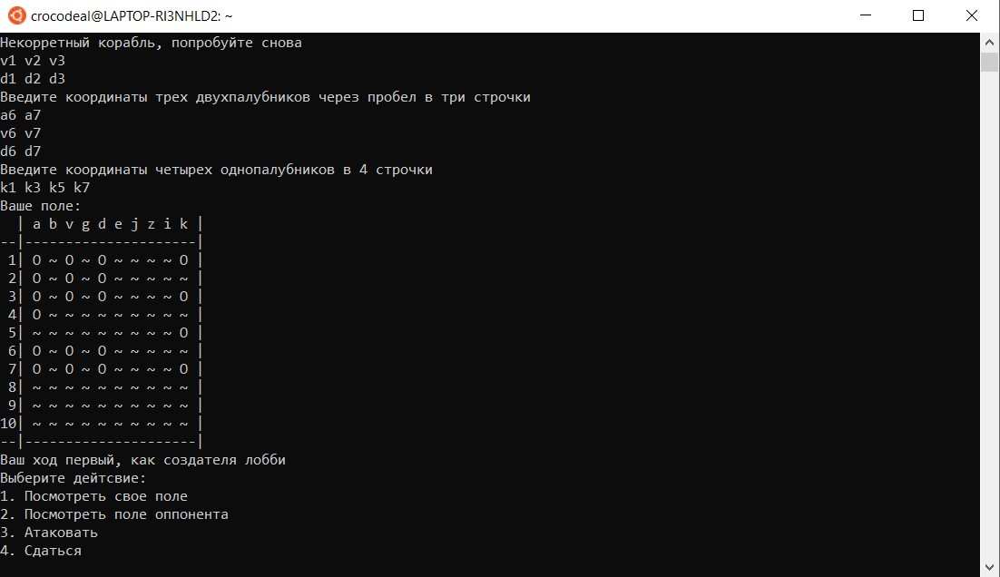 crocodeal@LAPTOP-RI3NHLD2: ~
Некорретный корабль, попробуйте снова
v1 v2 v3
d1 d2 d3
Введите координаты трех двухпалубников через пробел в три строчки
a6 a7
v6 v7
d6 d7
Введите координаты четырех однопалубников в 4 строчки
k1 k3 k5 k7
Ваше поле:
  | a b v g d e j z i k |
--|---------------------|
 1| O ~ O ~ O ~ ~ ~ ~ O |
 2| O ~ O ~ O ~ ~ ~ ~ ~ |
 3| O ~ O ~ O ~ ~ ~ ~ O |
 4| O ~ ~ ~ ~ ~ ~ ~ ~ ~ |
 5| ~ ~ ~ ~ ~ ~ ~ ~ ~ O |
 6| O ~ O ~ O ~ ~ ~ ~ ~ |
 7| O ~ O ~ O ~ ~ ~ ~ O |
 8| ~ ~ ~ ~ ~ ~ ~ ~ ~ ~ |
 9| ~ ~ ~ ~ ~ ~ ~ ~ ~ ~ |
10| ~ ~ ~ ~ ~ ~ ~ ~ ~ ~ |
--|---------------------|
Ваш ход первый, как создателя лобби
Выберите дейтсвие:
1. Посмотреть свое поле
2. Посмотреть поле оппонента
3. Атаковать
4. Сдаться